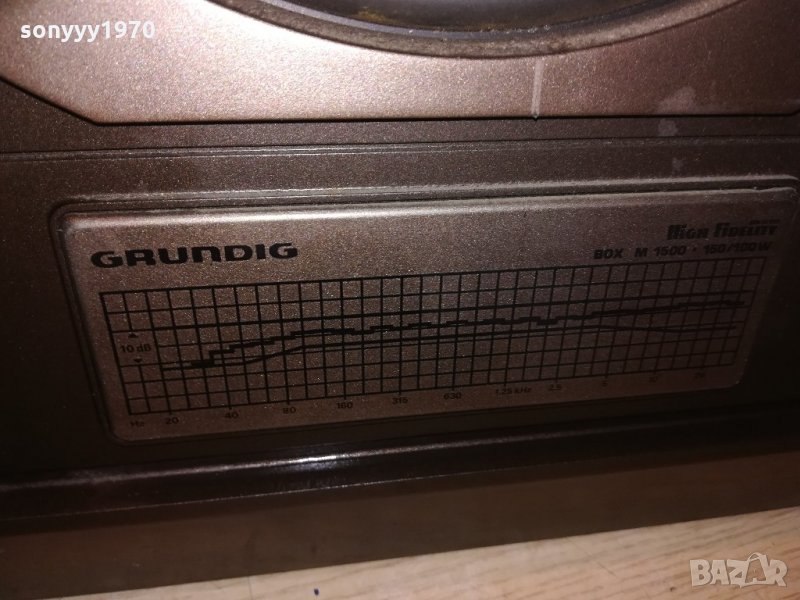 sonyyy1970
HIGH FIDELITY
GRUNDIG
BOX M 1500 · 150/100W
10 dB
Hz 20 40 80 160 315 630 1,25 kHz 2,5 5 10 20
BAZAR